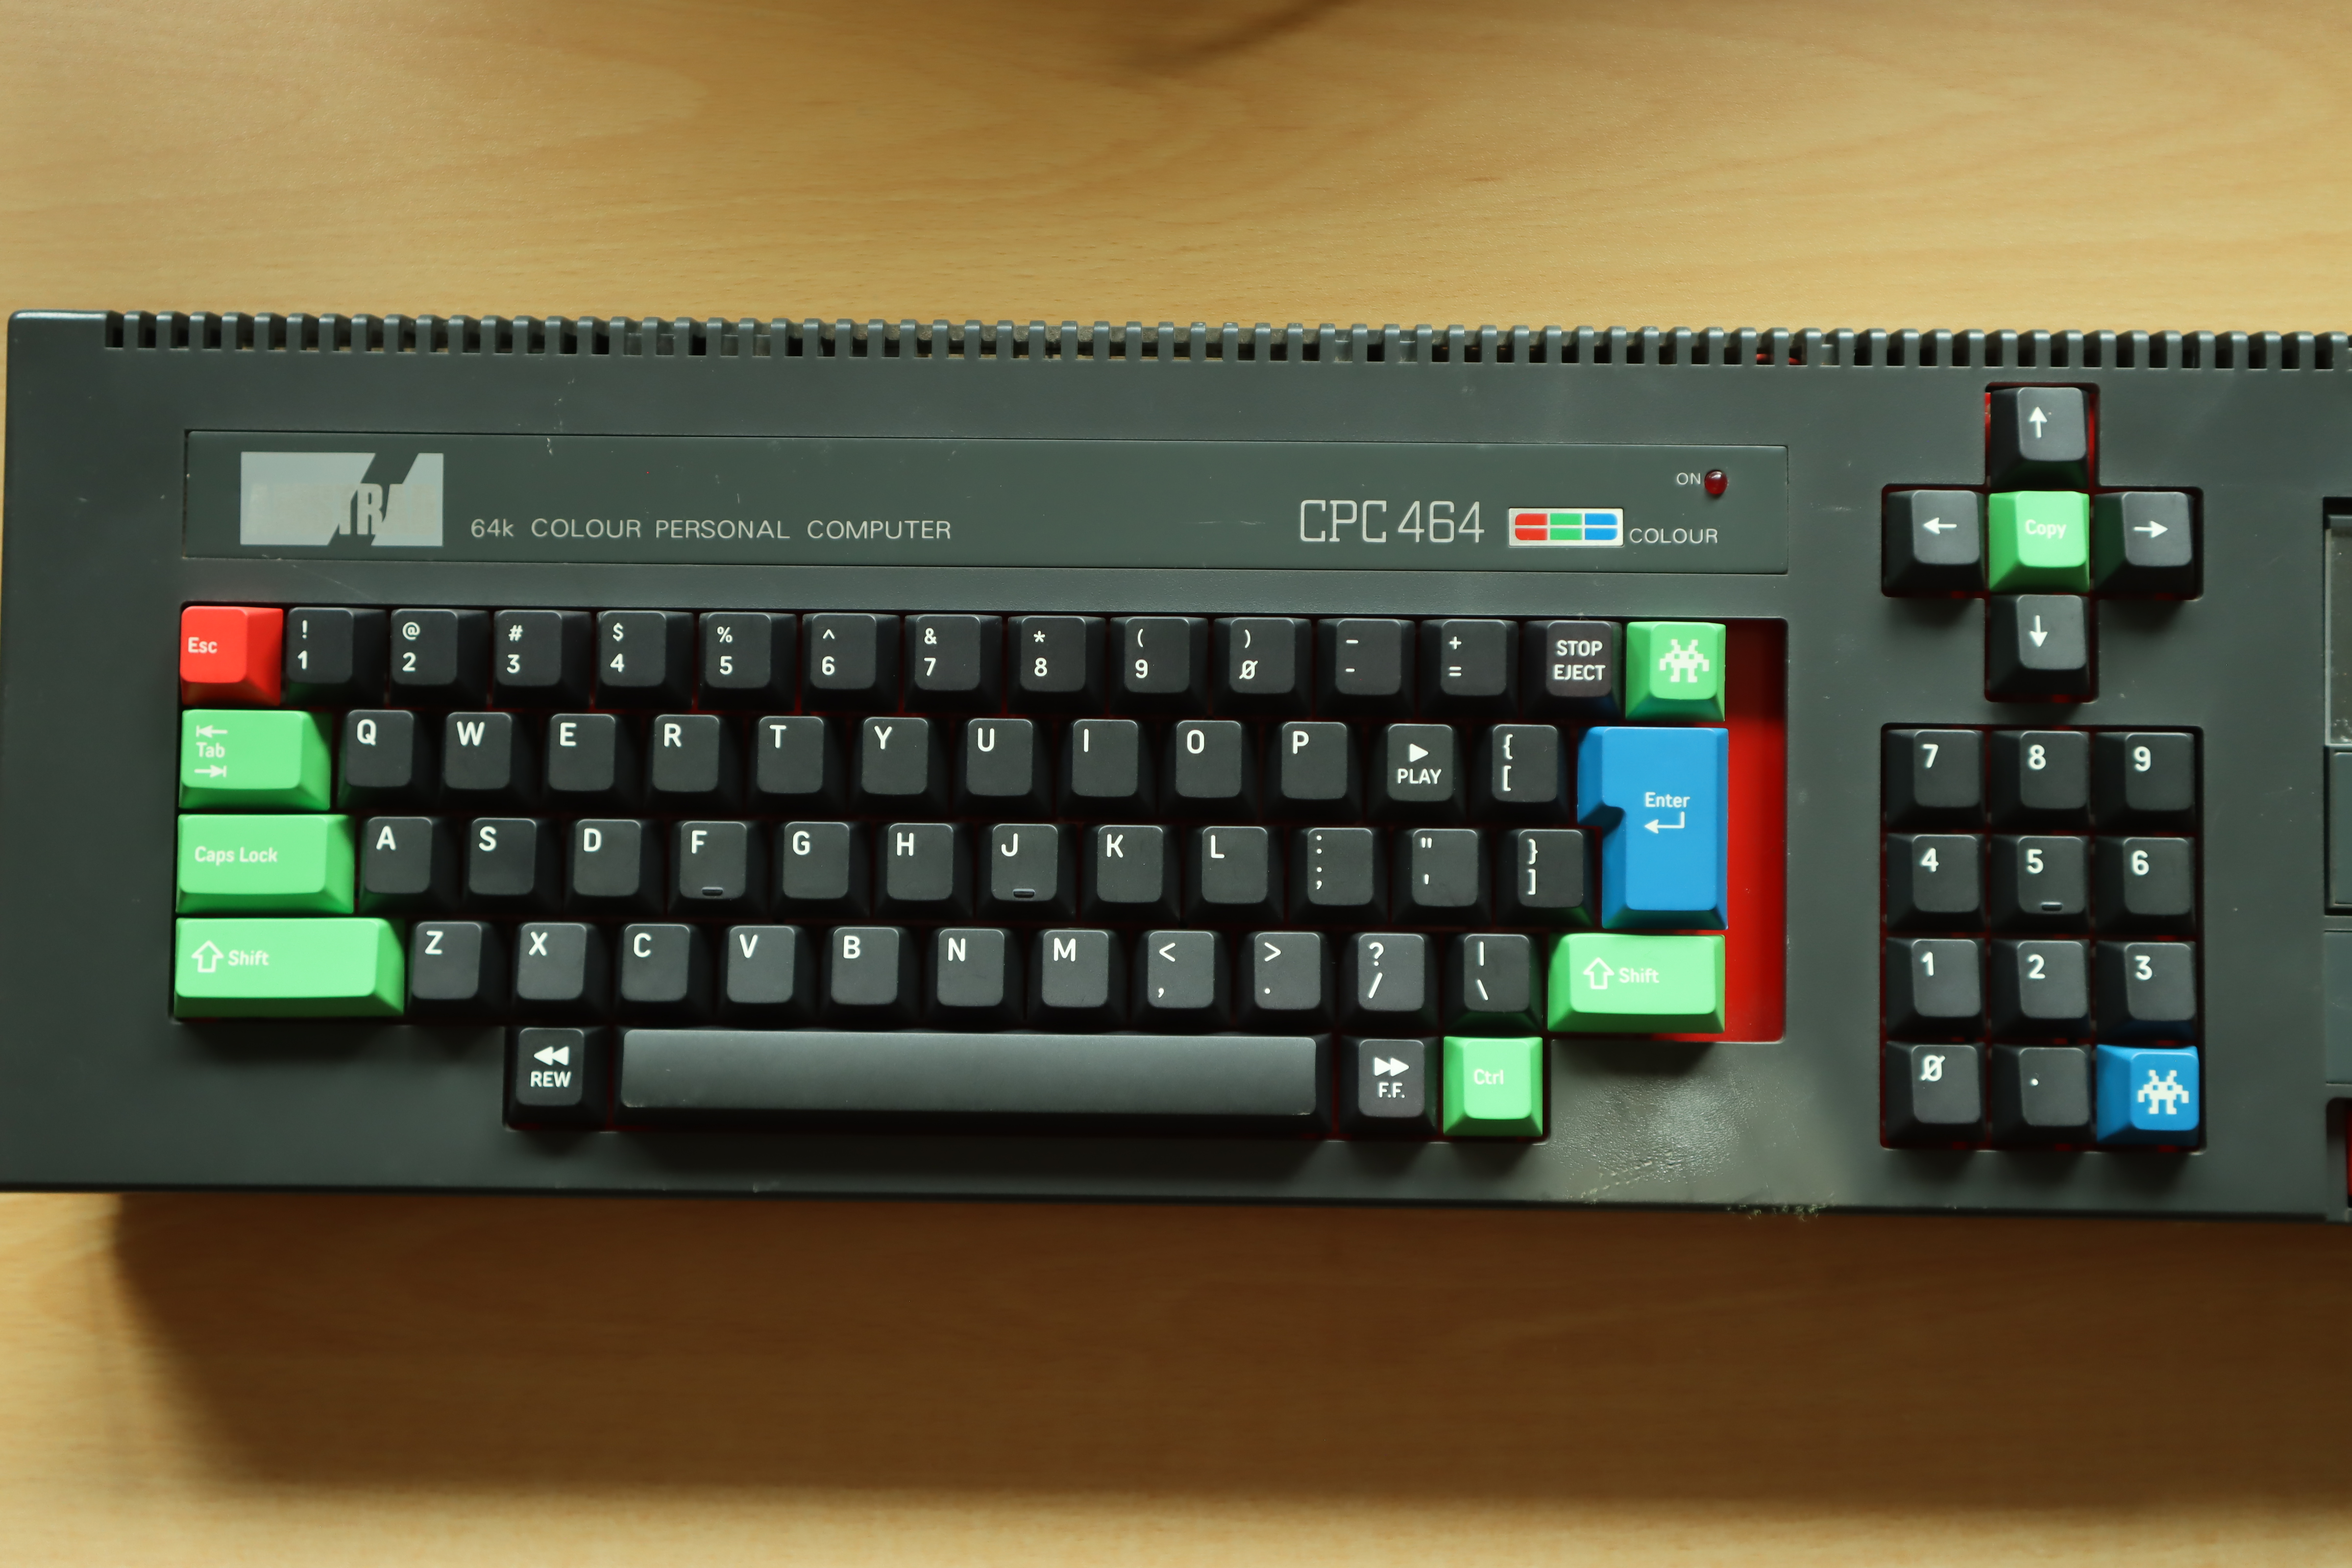 64k COLOUR PERSONAL COMPUTER
CPC 464
ON
COLOUR
↑
← Copy →
↓
Esc ! 1 @ 2 # 3 $ 4 % 5 ^ 6 & 7 * 8 ( 9 ) 0 _ - + = STOP EJECT
Tab Q W E R T Y U I O P ▶ PLAY { [ Enter
Caps Lock A S D F G H J K L : ; " ' } ]
Shift Z X C V B N M < , > . ? / | \ Shift
◀◀ REW ▶▶ F.F. Ctrl
7 8 9
4 5 6
1 2 3
0 .